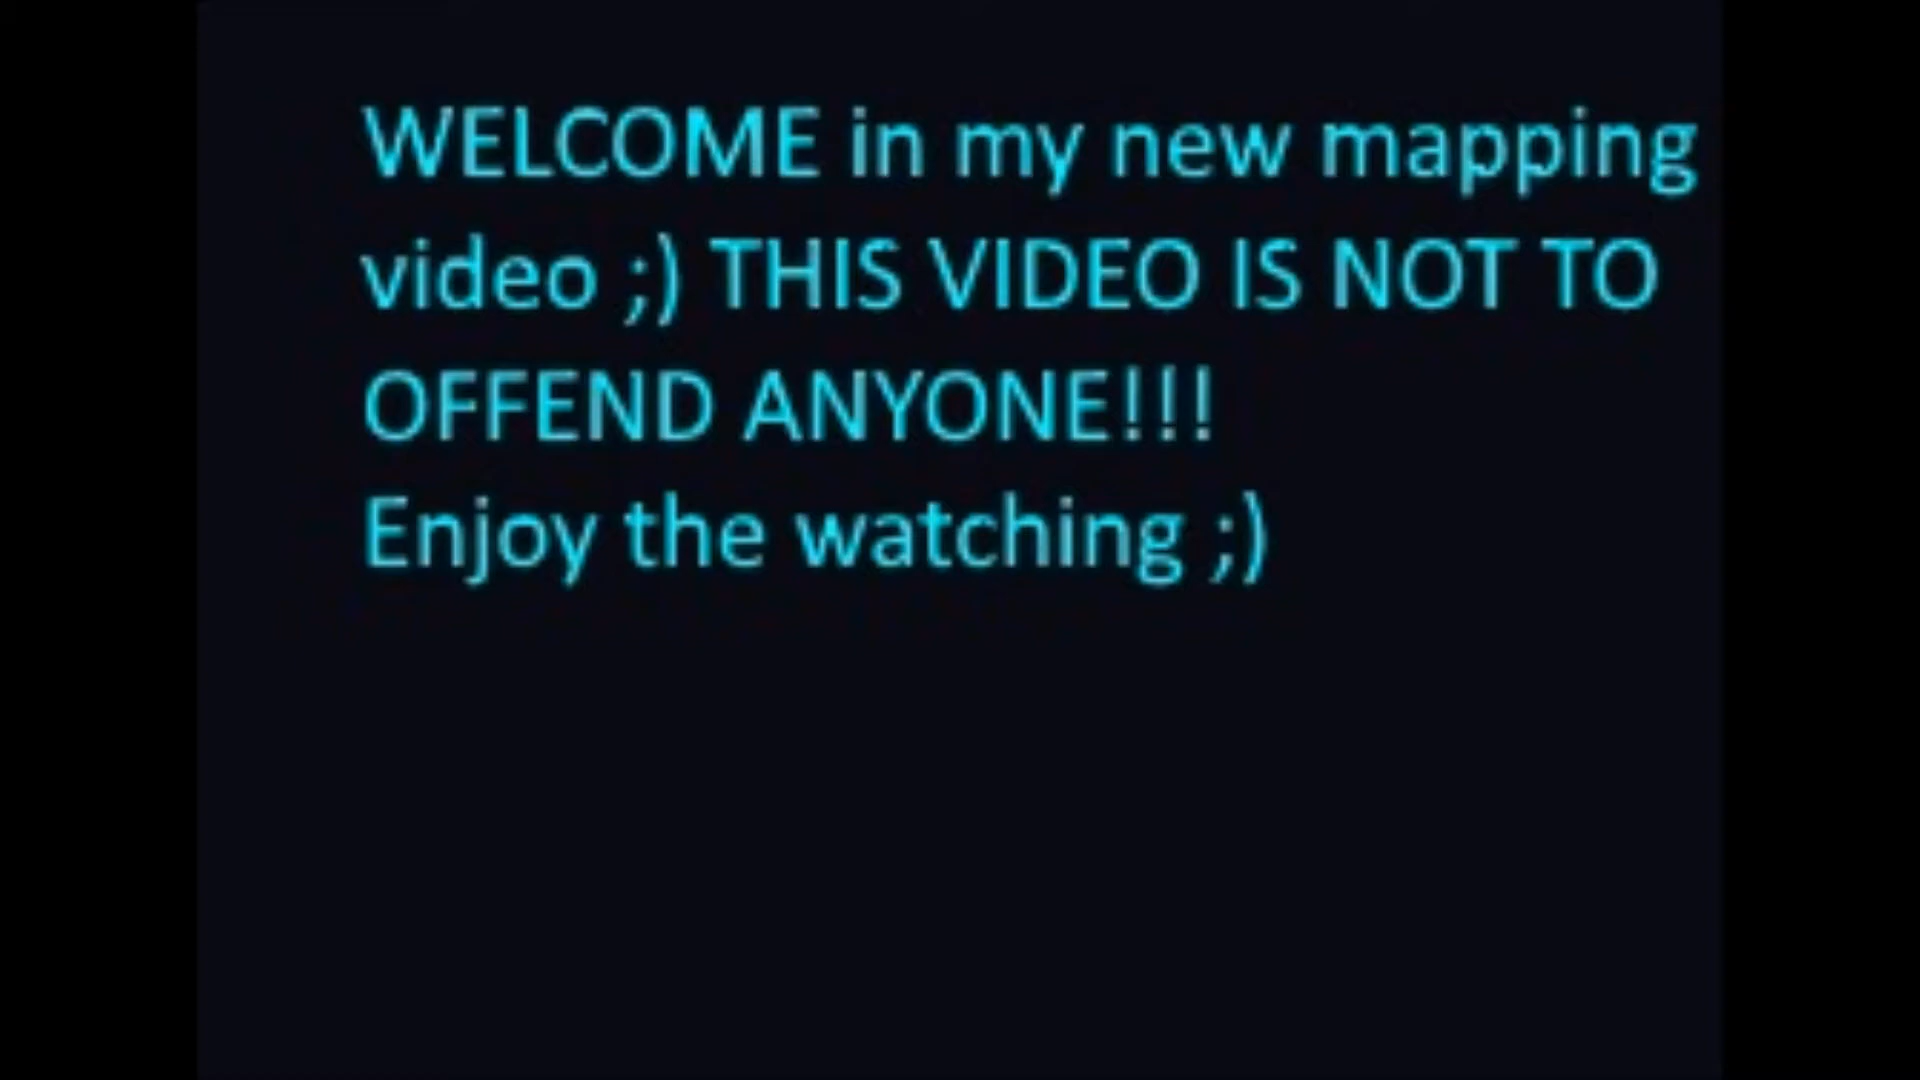 WELCOME in my new mapping
video ;) THIS VIDEO IS NOT TO
OFFEND ANYONE!!!
Enjoy the watching ;)